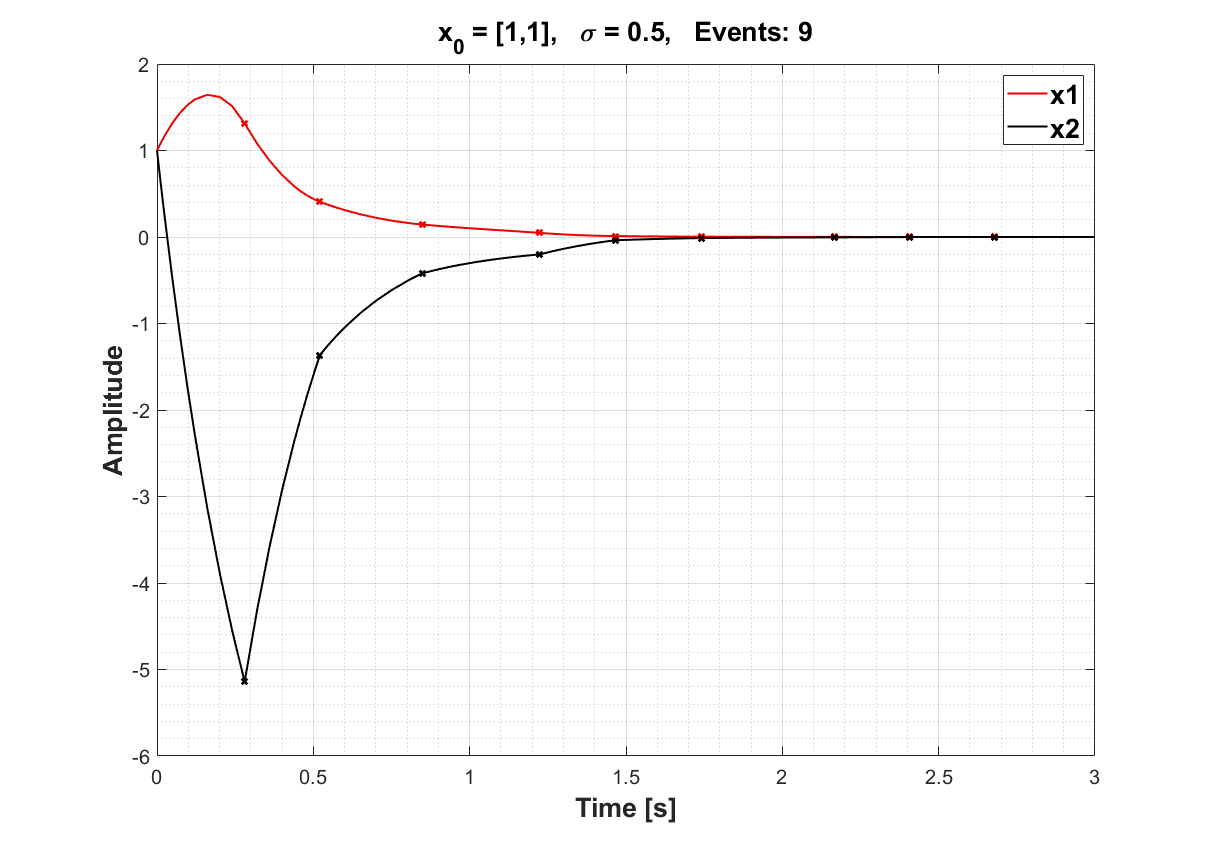 x0 = [1,1], σ = 0.5, Events: 9
x1
x2
2
1
0
-1
-2
-3
-4
-5
-6
Amplitude
0 0.5 1 1.5 2 2.5 3
Time [s]